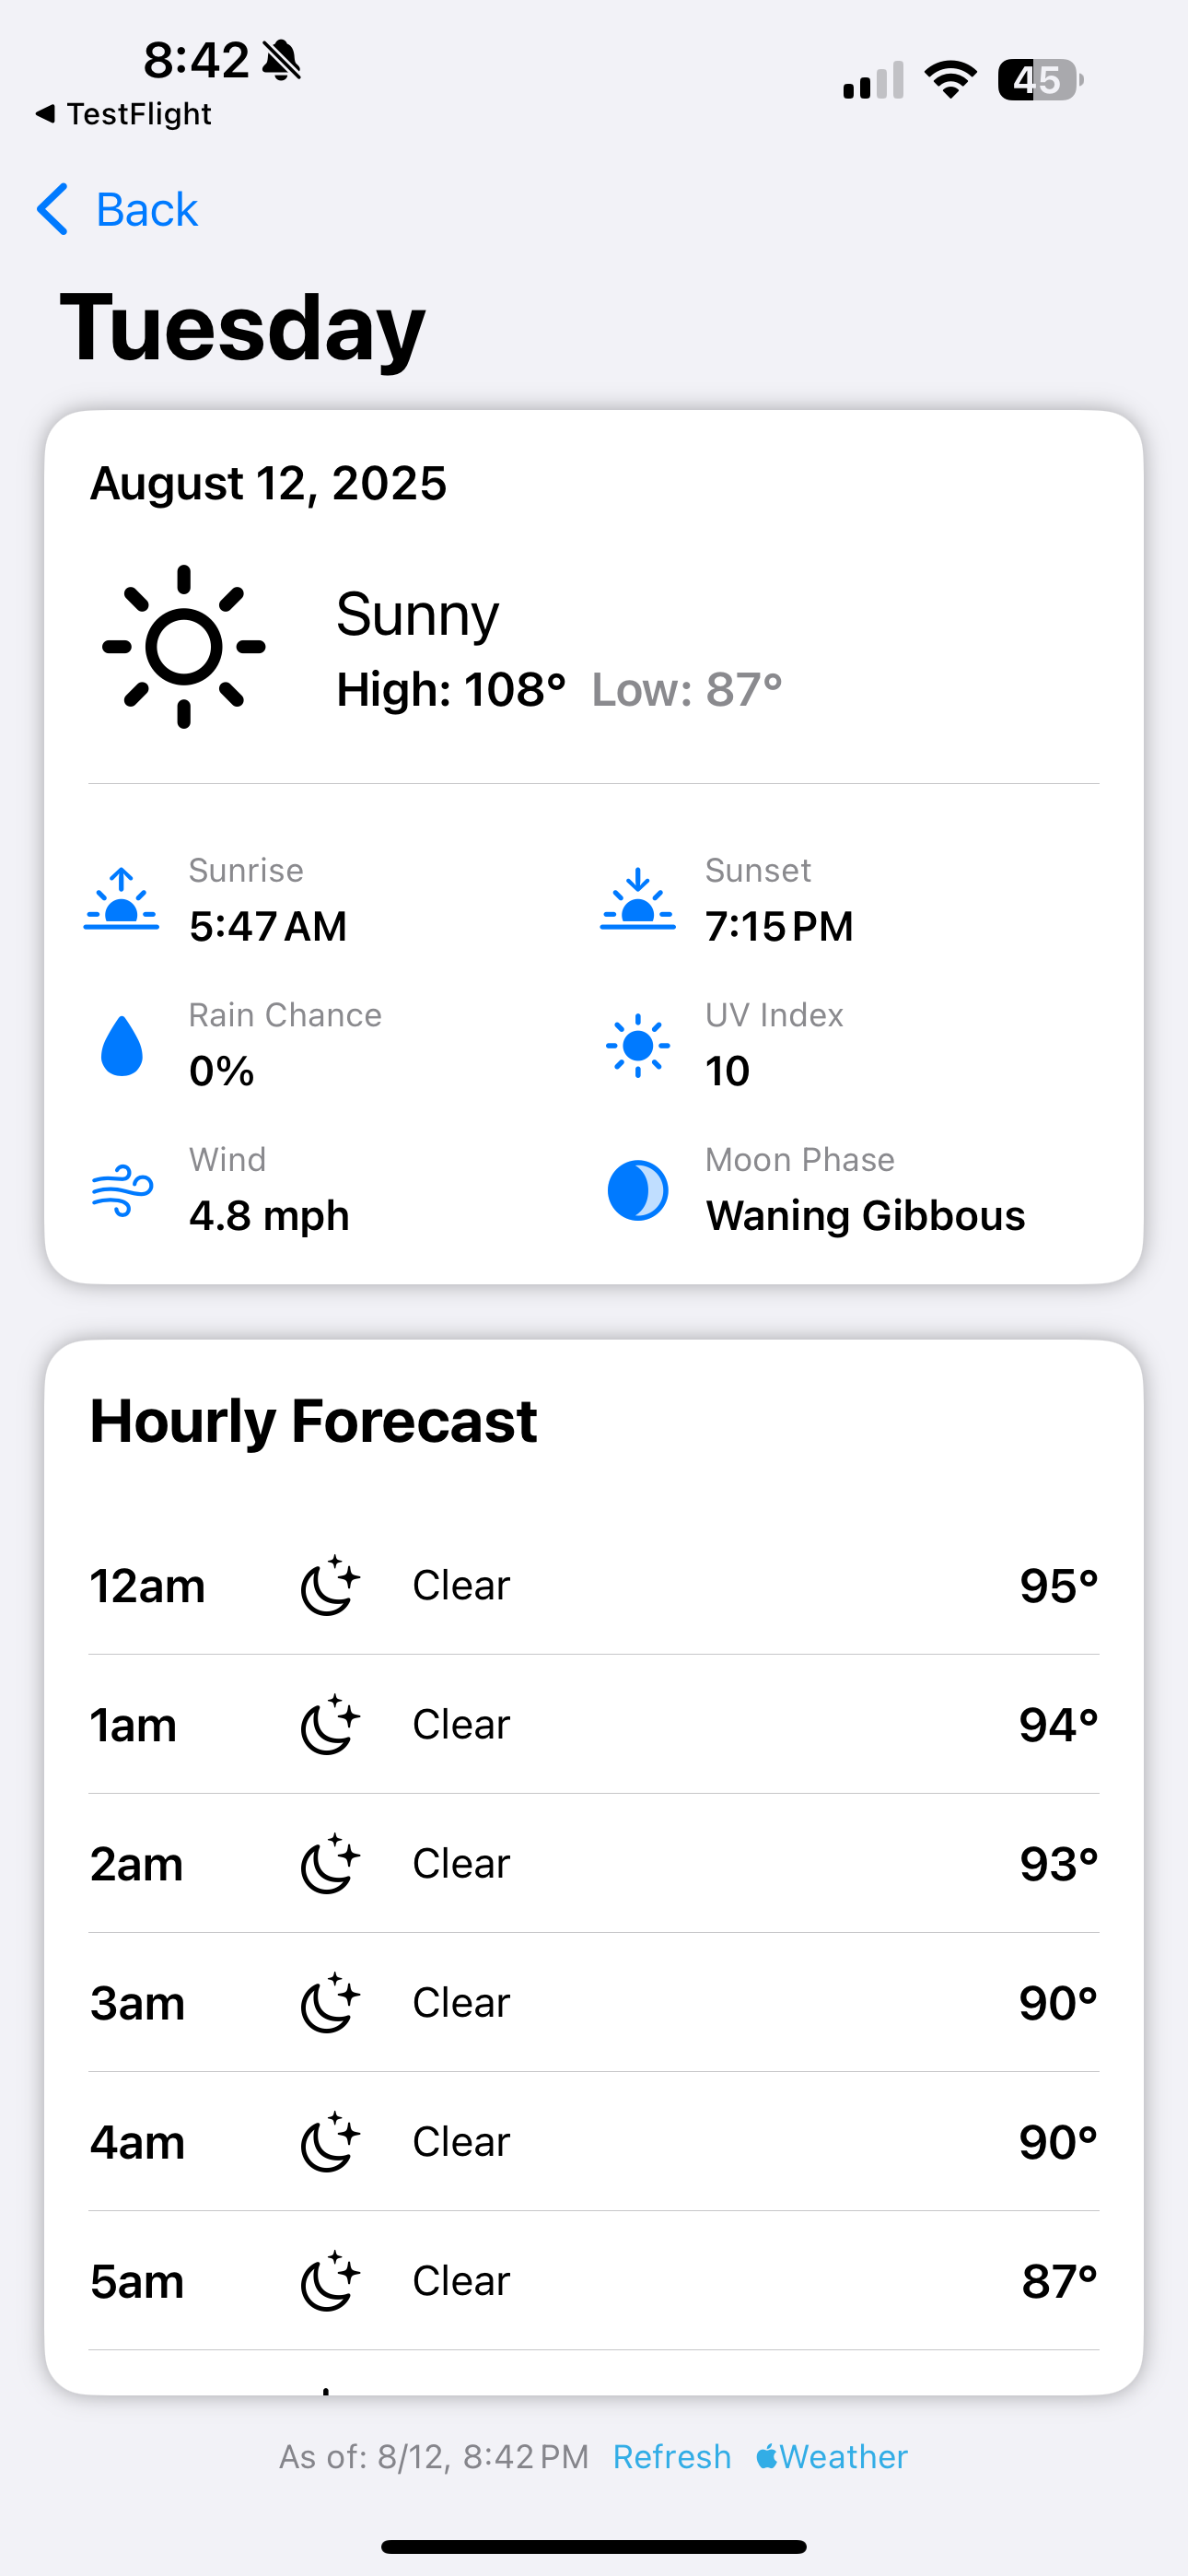 8:42
45
TestFlight
Back
Tuesday
August 12, 2025
Sunny
High: 108° Low: 87°
Sunrise
5:47 AM
Sunset
7:15 PM
Rain Chance
0%
UV Index
10
Wind
4.8 mph
Moon Phase
Waning Gibbous
Hourly Forecast
12am Clear 95°
1am Clear 94°
2am Clear 93°
3am Clear 90°
4am Clear 90°
5am Clear 87°
As of: 8/12, 8:42 PM Refresh Weather